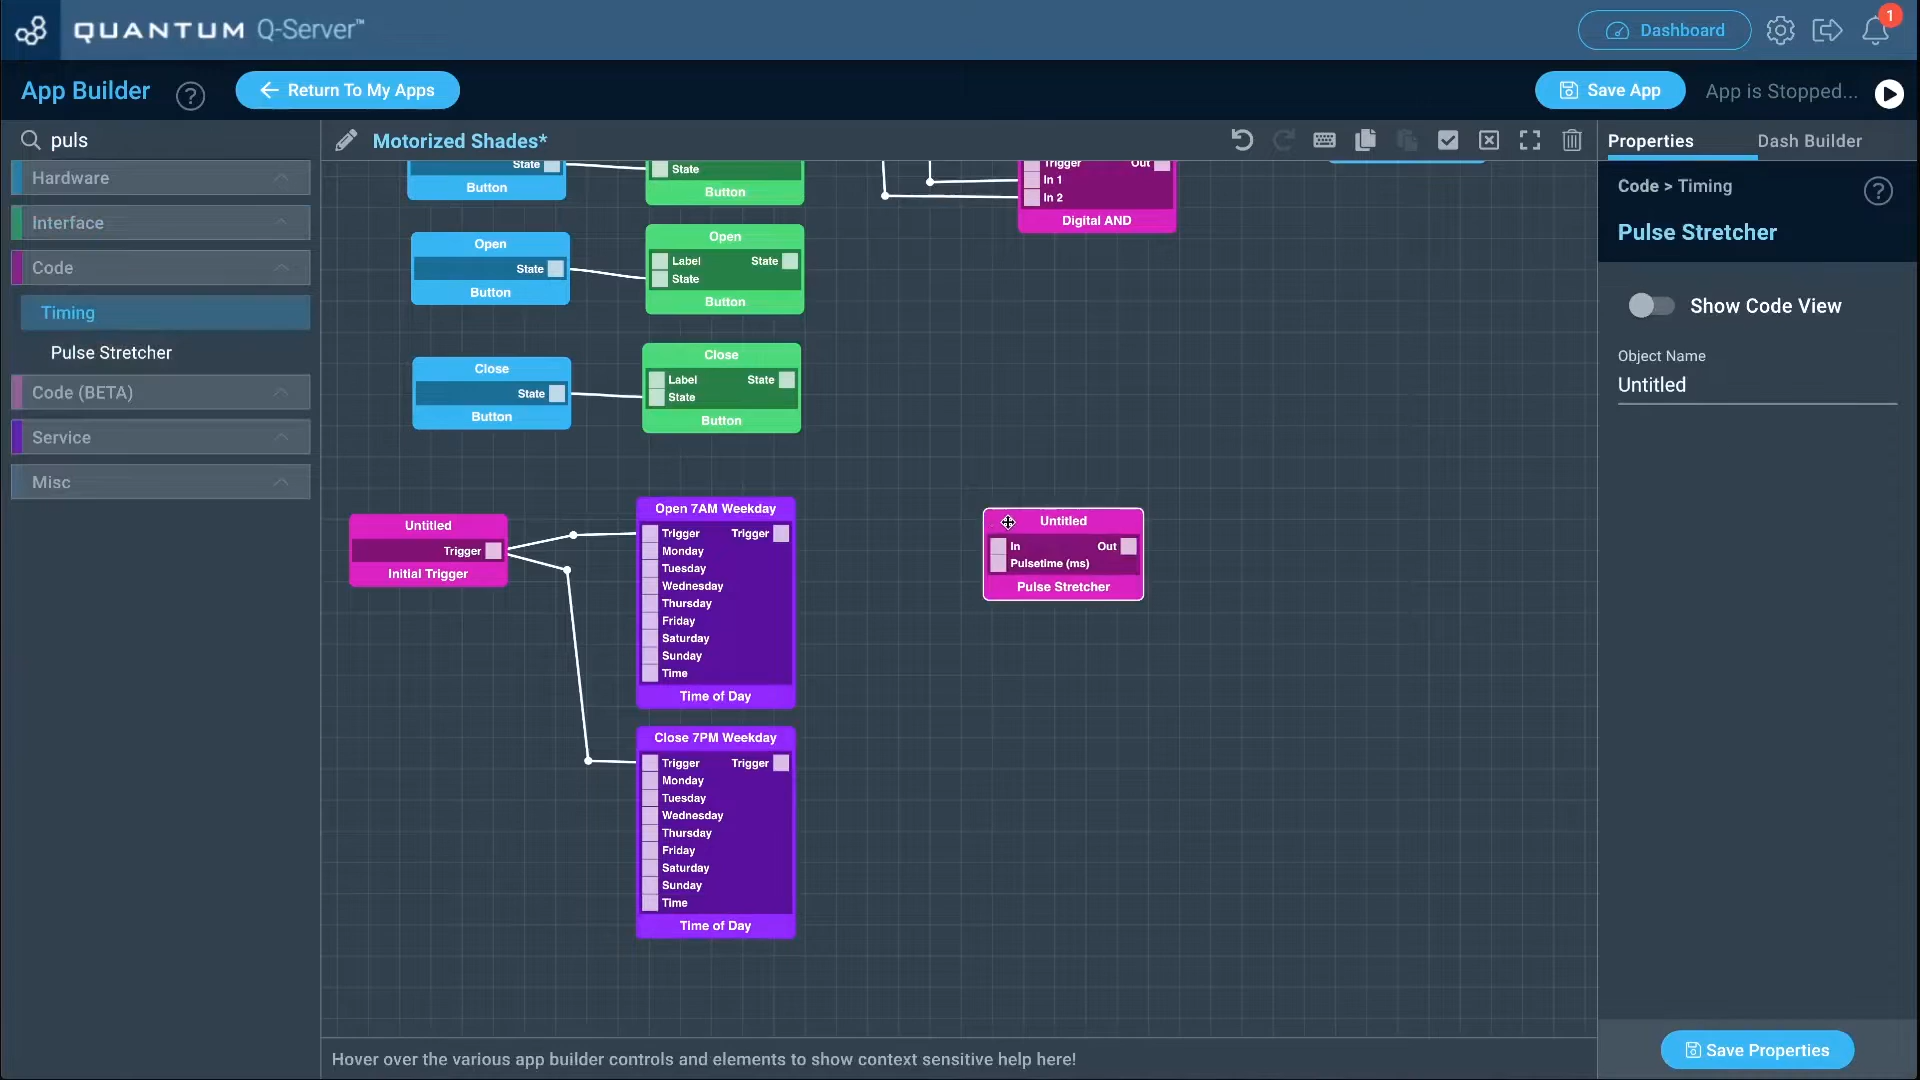 QUANTUM Q-Server™
Dashboard
1
App Builder
?
Return To My Apps
Save App
App is Stopped...
puls
Hardware
Interface
Code
Timing
Pulse Stretcher
Code (BETA)
Service
Misc
Motorized Shades*
State
Button
State
Button
Trigger
Out
In 1
In 2
Digital AND
Open
State
Button
Open
Label
State
State
Button
Close
State
Button
Close
Label
State
State
Button
Untitled
Trigger
Initial Trigger
Open 7AM Weekday
Trigger
Trigger
Monday
Tuesday
Wednesday
Thursday
Friday
Saturday
Sunday
Time
Time of Day
Close 7PM Weekday
Trigger
Trigger
Monday
Tuesday
Wednesday
Thursday
Friday
Saturday
Sunday
Time
Time of Day
Untitled
In
Out
Pulsetime (ms)
Pulse Stretcher
Hover over the various app builder controls and elements to show context sensitive help here!
Properties
Dash Builder
Code > Timing
?
Pulse Stretcher
Show Code View
Object Name
Untitled
Save Properties